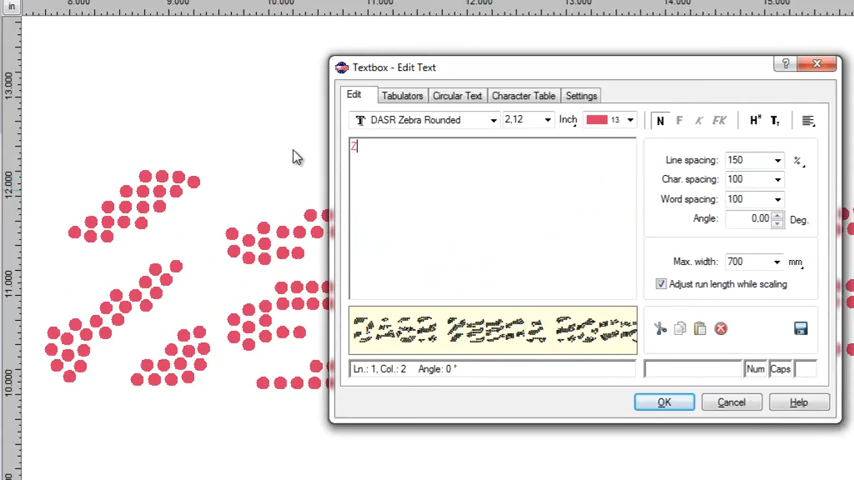 in
8.000 9.000 10.000 11.000 12.000 13.000 14.000 15.000
13.000
12.000
11.000
10.000
Textbox - Edit Text
?
Edit Tabulators Circular Text Character Table Settings
DASR Zebra Rounded 2,12 Inch 13 N F K FK
Z
Line spacing: 150 %
Char. spacing: 100
Word spacing: 100
Angle: 0,00 Deg.
Max. width: 700 mm
Adjust run length while scaling
Ln.: 1, Col.: 2 Angle: 0 °
Num Caps
OK Cancel Help